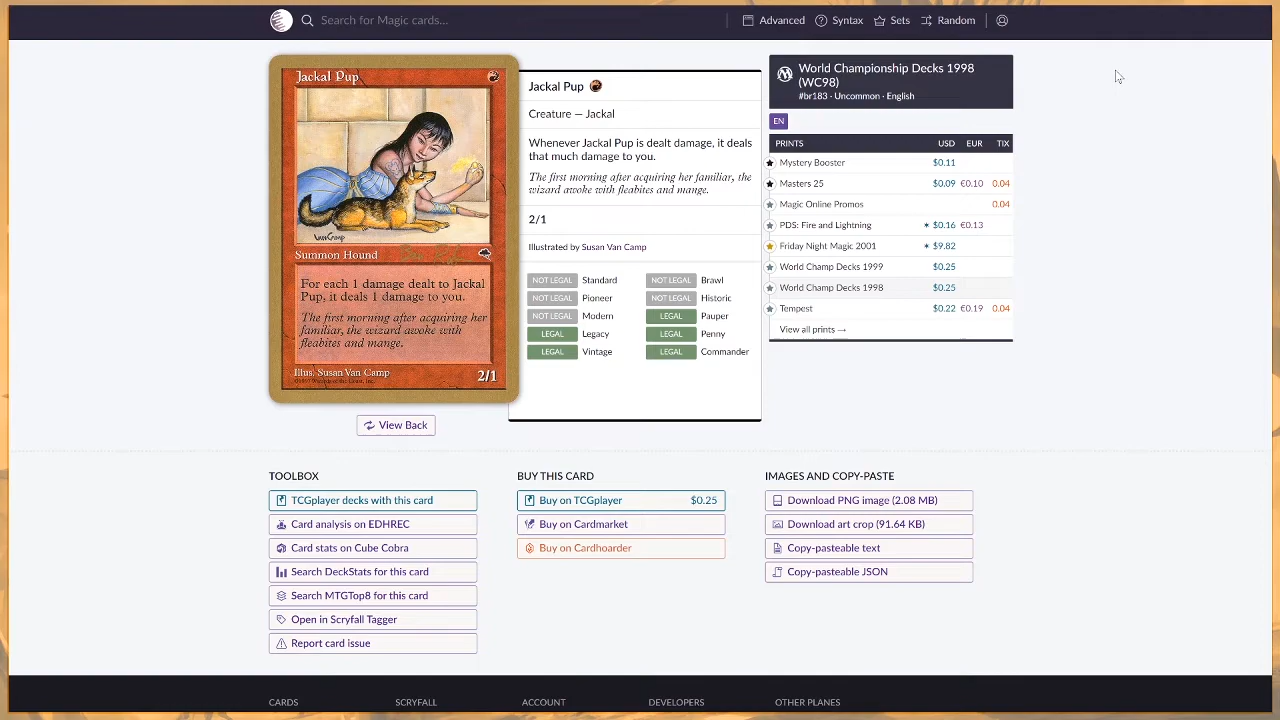 Search for Magic cards...
Advanced
Syntax
Sets
Random
Jackal Pup
Summon Hound
For each 1 damage dealt to Jackal
Pup, it deals 1 damage to you.
The first morning after acquiring her
familiar, the wizard awoke with
fleabites and mange.
Illus. Susan Van Camp
2/1
View Back
Jackal Pup
Creature — Jackal
Whenever Jackal Pup is dealt damage, it deals
that much damage to you.
The first morning after acquiring her familiar, the
wizard awoke with fleabites and mange.
2/1
Illustrated by Susan Van Camp
NOT LEGAL Standard NOT LEGAL Brawl
NOT LEGAL Pioneer NOT LEGAL Historic
NOT LEGAL Modern LEGAL Pauper
LEGAL Legacy LEGAL Penny
LEGAL Vintage LEGAL Commander
World Championship Decks 1998
(WC98)
#br183 · Uncommon · English
EN
PRINTS USD EUR TIX
Mystery Booster $0.11
Masters 25 $0.09 €0.10 0.04
Magic Online Promos 0.04
PDS: Fire and Lightning ✶ $0.16 €0.13
Friday Night Magic 2001 ✶ $9.82
World Champ Decks 1999 $0.25
World Champ Decks 1998 $0.25
Tempest $0.22 €0.19 0.04
View all prints →
TOOLBOX
TCGplayer decks with this card
Card analysis on EDHREC
Card stats on Cube Cobra
Search DeckStats for this card
Search MTGTop8 for this card
Open in Scryfall Tagger
Report card issue
BUY THIS CARD
Buy on TCGplayer $0.25
Buy on Cardmarket
Buy on Cardhoarder
IMAGES AND COPY-PASTE
Download PNG image (2.08 MB)
Download art crop (91.64 KB)
Copy-pasteable text
Copy-pasteable JSON
CARDS SCRYFALL ACCOUNT DEVELOPERS OTHER PLANES